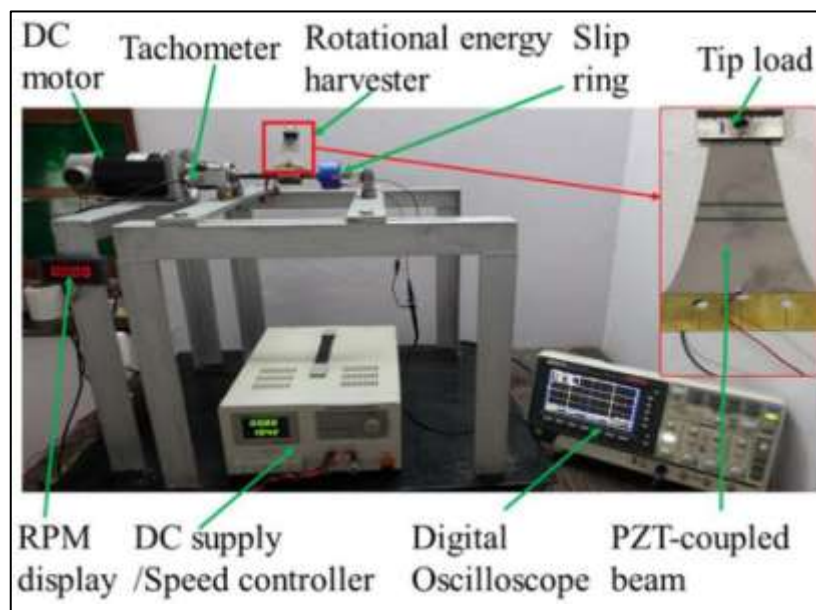 DC
motor
Tachometer
Rotational energy
harvester
Slip
ring
Tip load
RPM
display
DC supply
/Speed controller
Digital
Oscilloscope
PZT-coupled
beam